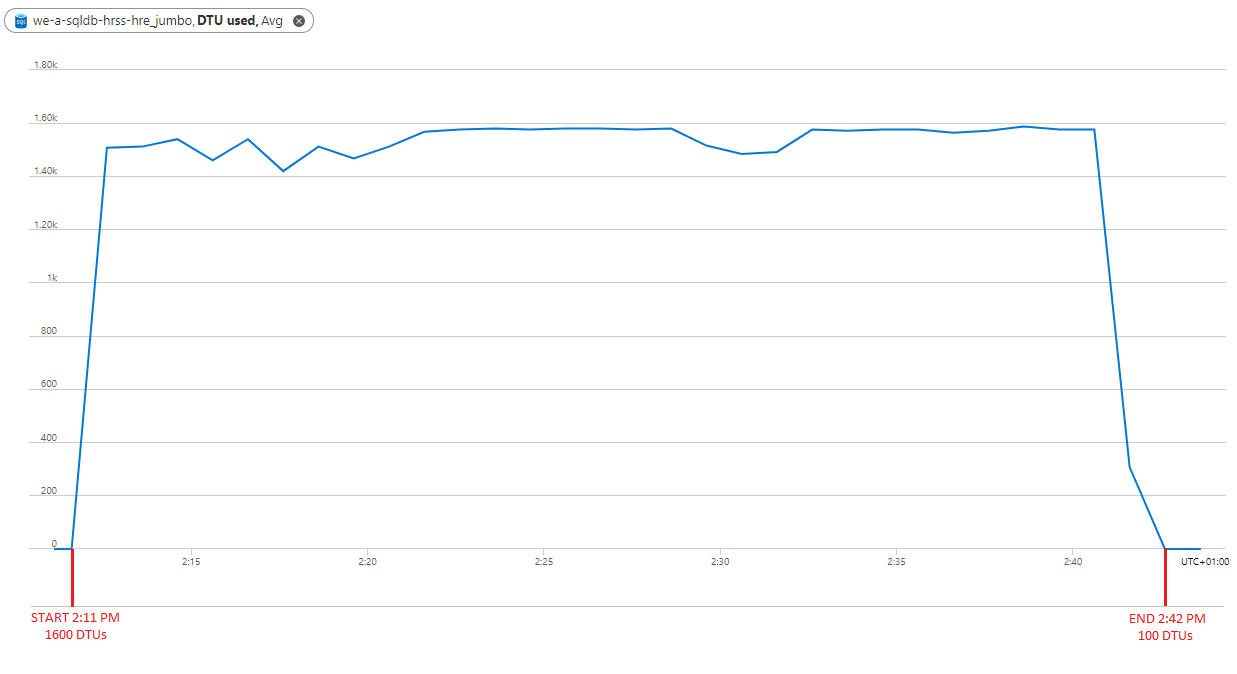 we-a-sqldb-hrss-hre_jumbo, DTU used, Avg
1.80k
1.60k
1.40k
1.20k
1k
800
600
400
200
0
2:15 2:20 2:25 2:30 2:35 2:40 UTC+01:00
START 2:11 PM
1600 DTUs
END 2:42 PM
100 DTUs